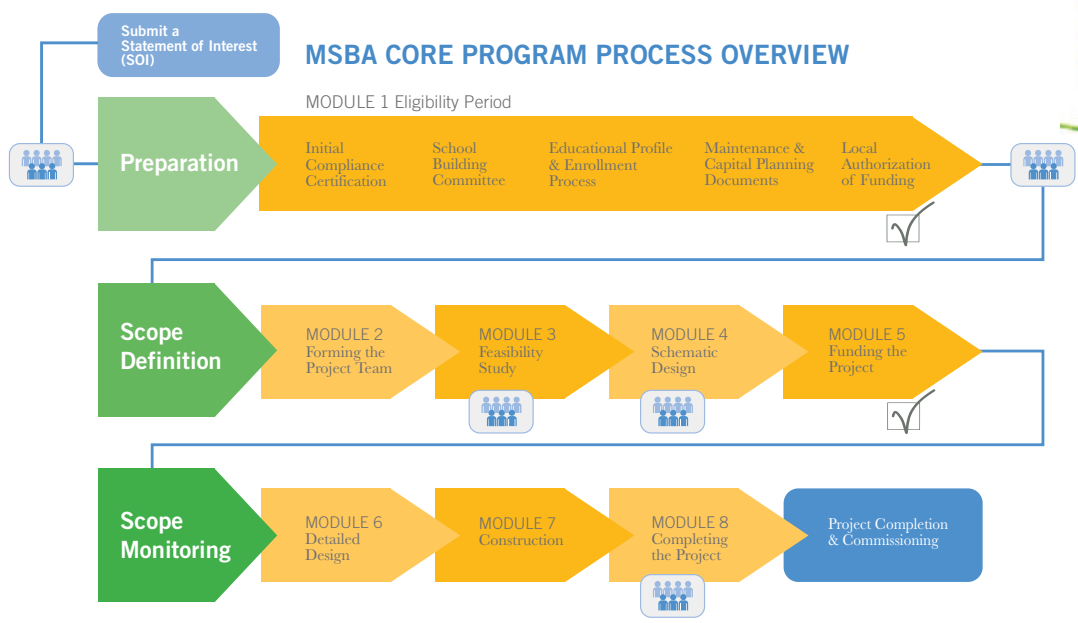 Submit a
Statement of Interest
(SOI)
MSBA CORE PROGRAM PROCESS OVERVIEW
MODULE 1 Eligibility Period
Preparation
Initial
Compliance
Certification
School
Building
Committee
Educational Profile
& Enrollment
Process
Maintenance &
Capital Planning
Documents
Local
Authorization
of Funding
Scope
Definition
MODULE 2
Forming the
Project Team
MODULE 3
Feasibility
Study
MODULE 4
Schematic
Design
MODULE 5
Funding the
Project
Scope
Monitoring
MODULE 6
Detailed
Design
MODULE 7
Construction
MODULE 8
Completing
the Project
Project Completion
& Commissioning